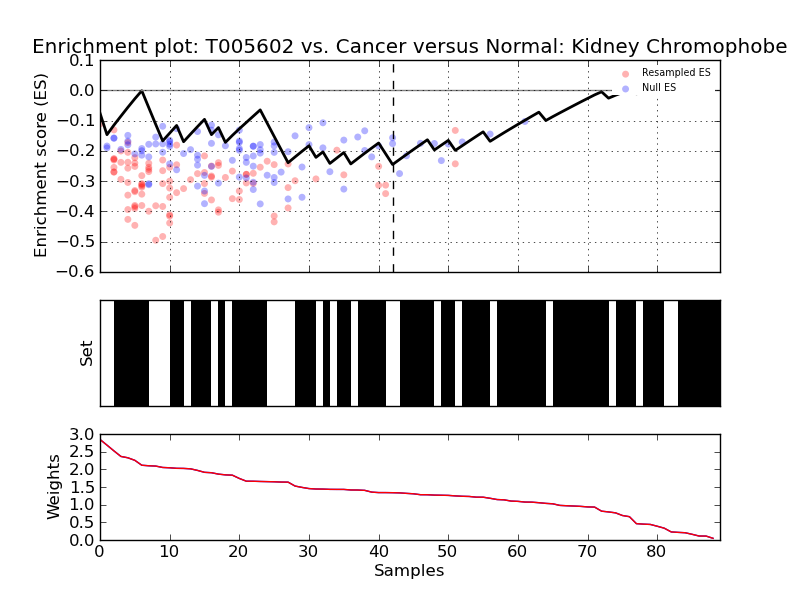 Enrichment plot: T005602 vs. Cancer versus Normal: Kidney Chromophobe
Enrichment score (ES)
0.1
0.0
−0.1
−0.2
−0.3
−0.4
−0.5
−0.6
Resampled ES
Null ES
Set
Weights
3.0
2.5
2.0
1.5
1.0
0.5
0.0
0 10 20 30 40 50 60 70 80
Samples